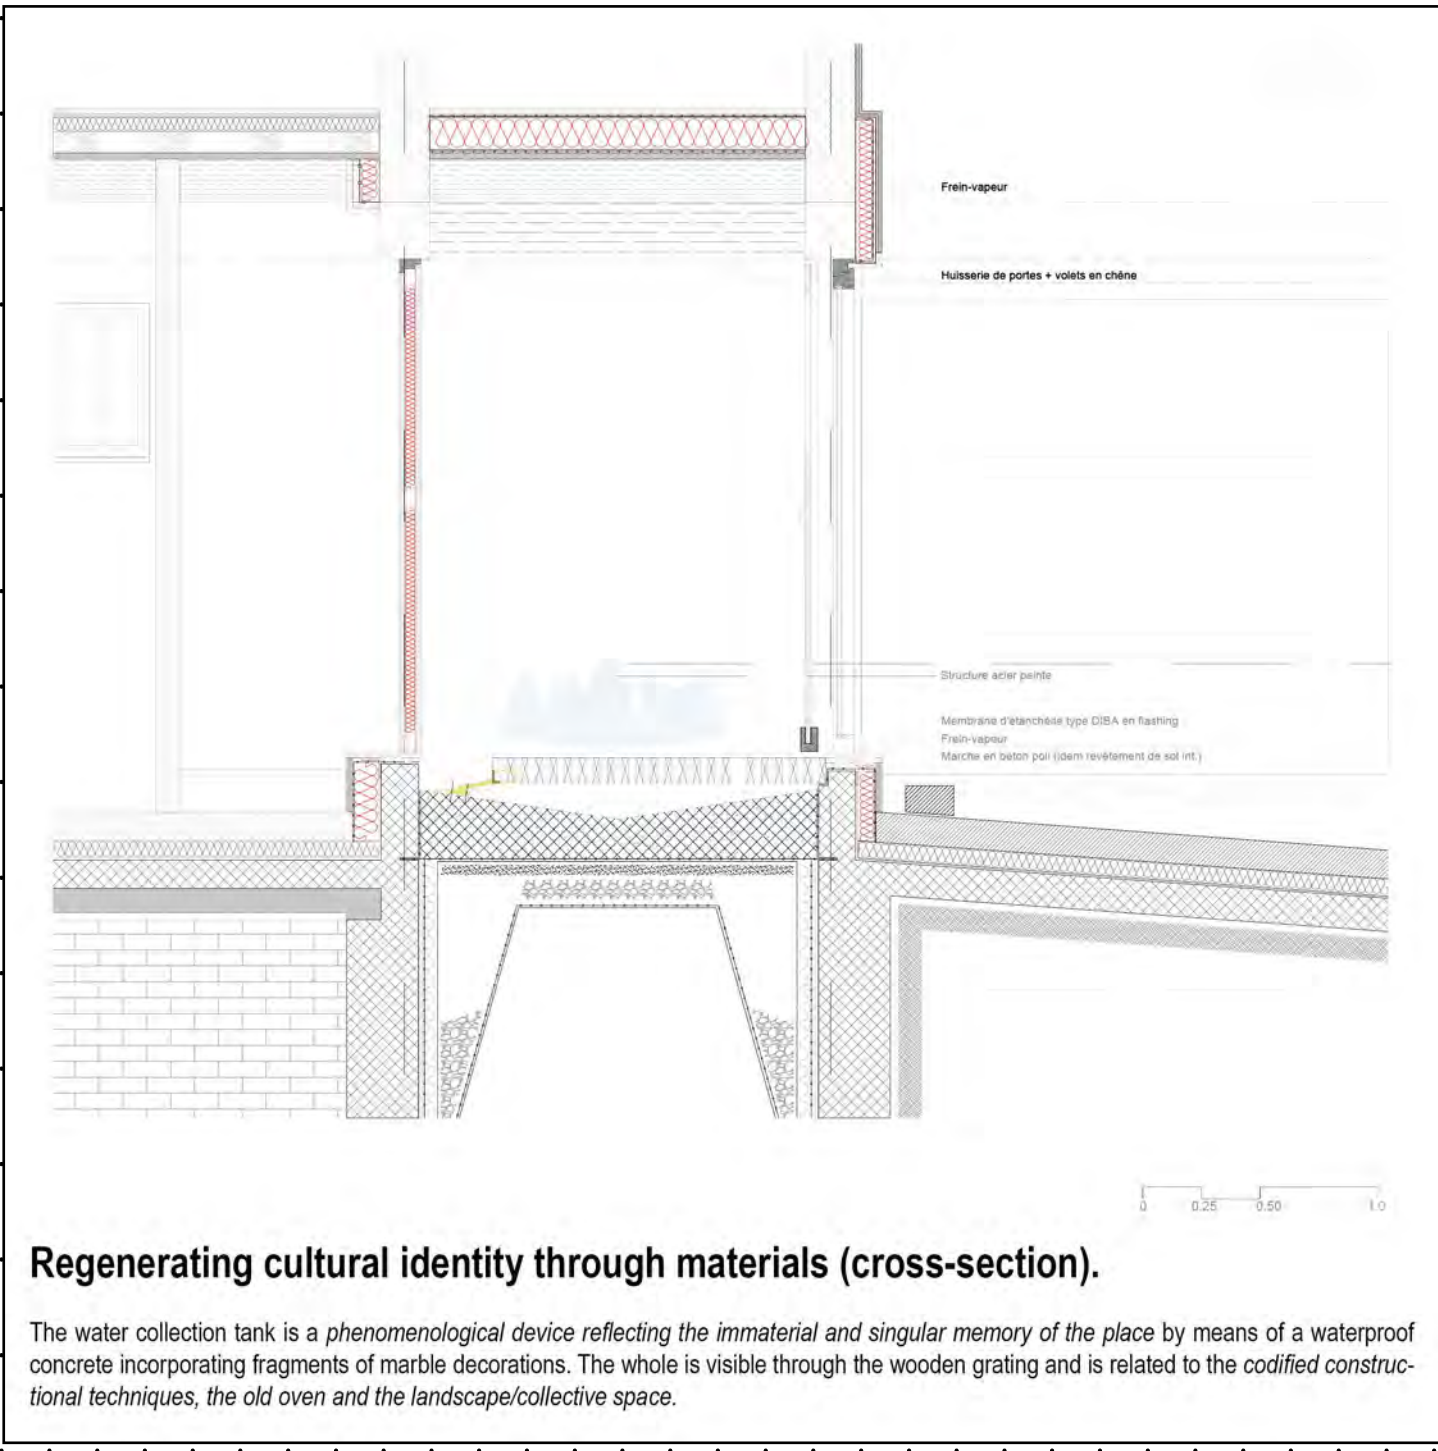 Frein-vapeur
Huisserie de portes + volets en chêne
Structure acier peinte
Membrane d'étanchéïe type DIBA en flashing
Frein-vapeur
Marche en béton poli (idem revêtement de sol int.)
0 0.25 0.50 1.0
Regenerating cultural identity through materials (cross-section).
The water collection tank is a phenomenological device reflecting the immaterial and singular memory of the place by means of a waterproof
concrete incorporating fragments of marble decorations. The whole is visible through the wooden grating and is related to the codified construc-
tional techniques, the old oven and the landscape/collective space.